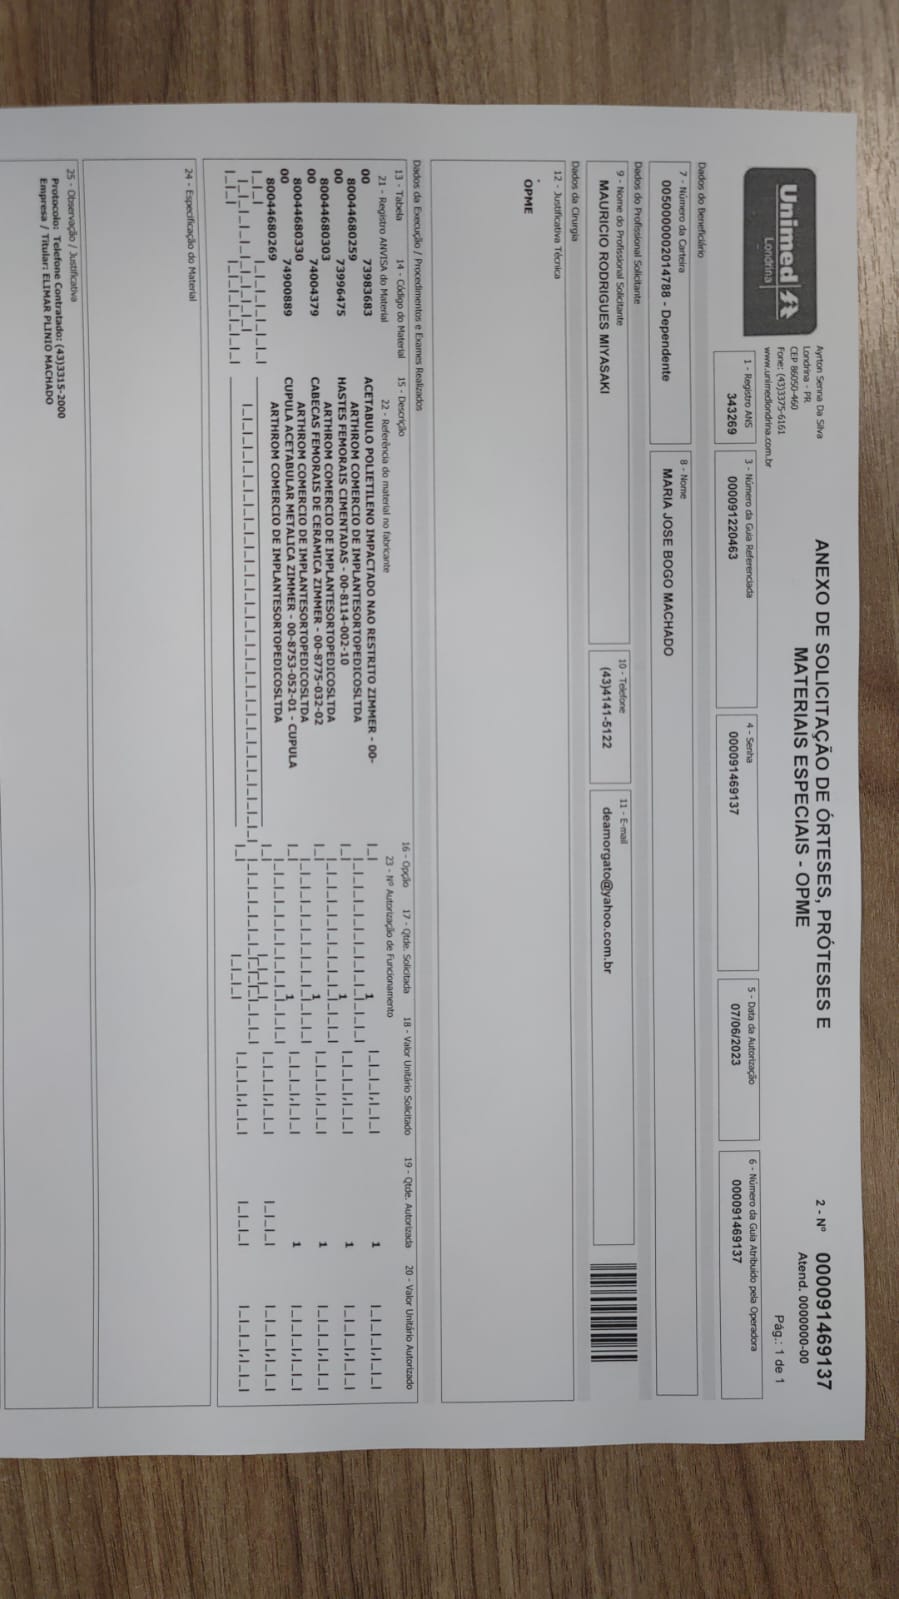 Unimed
Londrina
Ayrton Senna Da Silva
Londrina - PR
CEP 86050-460
Fone: (43)3375-6161
www.unimedlondrina.com.br
ANEXO DE SOLICITAÇÃO DE ÓRTESES, PRÓTESES E
MATERIAIS ESPECIAIS - OPME
2 - Nº 000091469137
Atend. 0000000-00
Pág.: 1 de 1
1 - Registro ANS
343269
3 - Número da Guia Referenciada
000091220463
4 - Senha
000091469137
5 - Data da Autorização
07/06/2023
6 - Número da Guia Atribuído pela Operadora
000091469137
Dados do Beneficiário
7 - Número da Carteira
00500000202014788 - Dependente
8 - Nome
MARIA JOSE BOGO MACHADO
Dados do Profissional Solicitante
9 - Nome do Profissional Solicitante
MAURICIO RODRIGUES MIYASAKI
10 - Telefone
(43)4141-5122
11 - E-mail
deamorgato@yahoo.com.br
Dados da Cirurgia
12 - Justificativa Técnica
OPME
Dados da Execução / Procedimentos e Exames Realizados
13 - Tabela 14 - Código do Material 15 - Descrição 16 - Opção 17 - Qtde. Solicitada 18 - Valor Unitário Solicitado 19 - Qtde. Autorizada 20 - Valor Unitário Autorizado
21 - Registro ANVISA do Material 22 - Referência do material no fabricante 23 - Nº Autorização de Funcionamento
00 73983683 ACETABULO POLIETILENO IMPACTADO NAO RESTRITO ZIMMER - 00- 1 1
80044680259 ARTHROM COMERCIO DE IMPLANTESORTOPEDICOSLTDA
00 73996475 HASTES FEMORAIS CIMENTADAS - 00-8114-002-10 1 1
80044680303 ARTHROM COMERCIO DE IMPLANTESORTOPEDICOSLTDA
00 74004379 CABECAS FEMORAIS DE CERAMICA ZIMMER - 00-8775-032-02 1 1
80044680330 ARTHROM COMERCIO DE IMPLANTESORTOPEDICOSLTDA
00 74900889 CUPULA ACETABULAR METALICA ZIMMER - 00-8753-052-01 - CUPULA 1 1
80044680269 ARTHROM COMERCIO DE IMPLANTESORTOPEDICOSLTDA
24 - Especificação do Material
25 - Observação / Justificativa
Protocolo: Telefone Contratado: (43)3315-2000
Empresa / Titular: ELIMAR PLINIO MACHADO